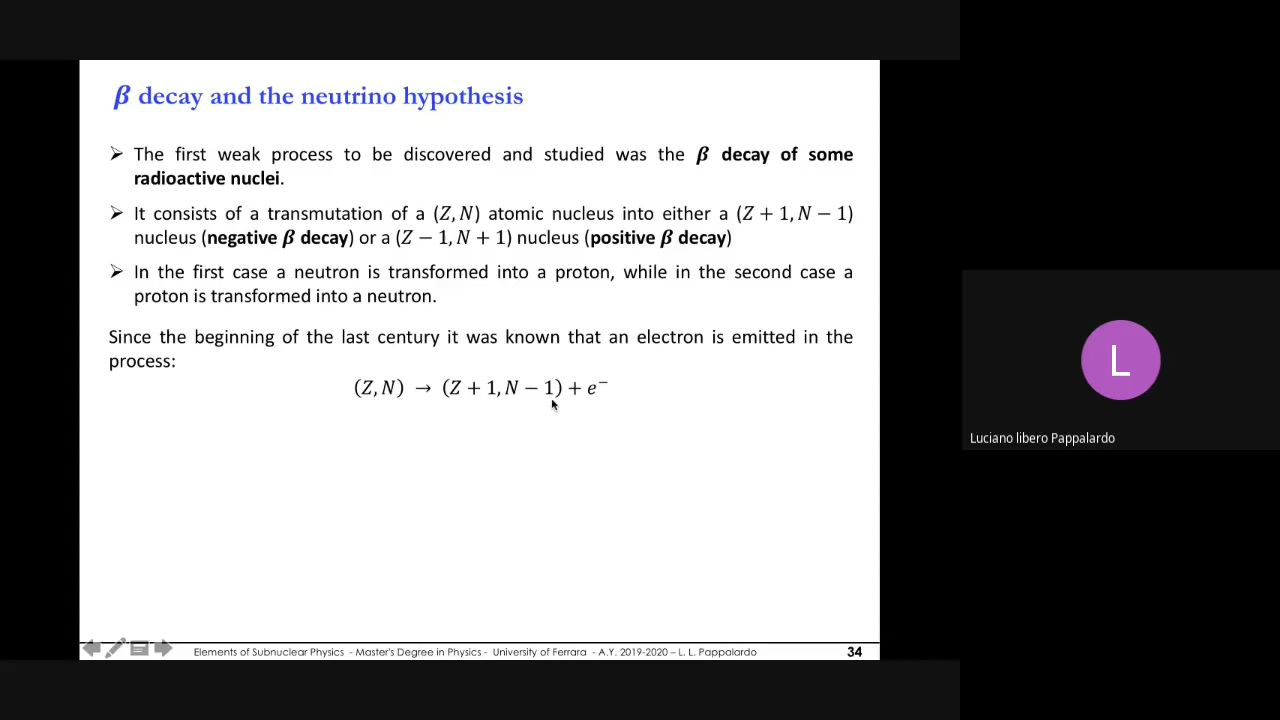 β decay and the neutrino hypothesis
➢ The first weak process to be discovered and studied was the β decay of some
radioactive nuclei.
➢ It consists of a transmutation of a (Z, N) atomic nucleus into either a (Z + 1, N − 1)
nucleus (negative β decay) or a (Z − 1, N + 1) nucleus (positive β decay)
➢ In the first case a neutron is transformed into a proton, while in the second case a
proton is transformed into a neutron.
Since the beginning of the last century it was known that an electron is emitted in the
process:
(Z, N) → (Z + 1, N − 1) + e⁻
L
Luciano libero Pappalardo
Elements of Subnuclear Physics - Master's Degree in Physics - University of Ferrara - A.Y. 2019-2020 – L. L. Pappalardo 34